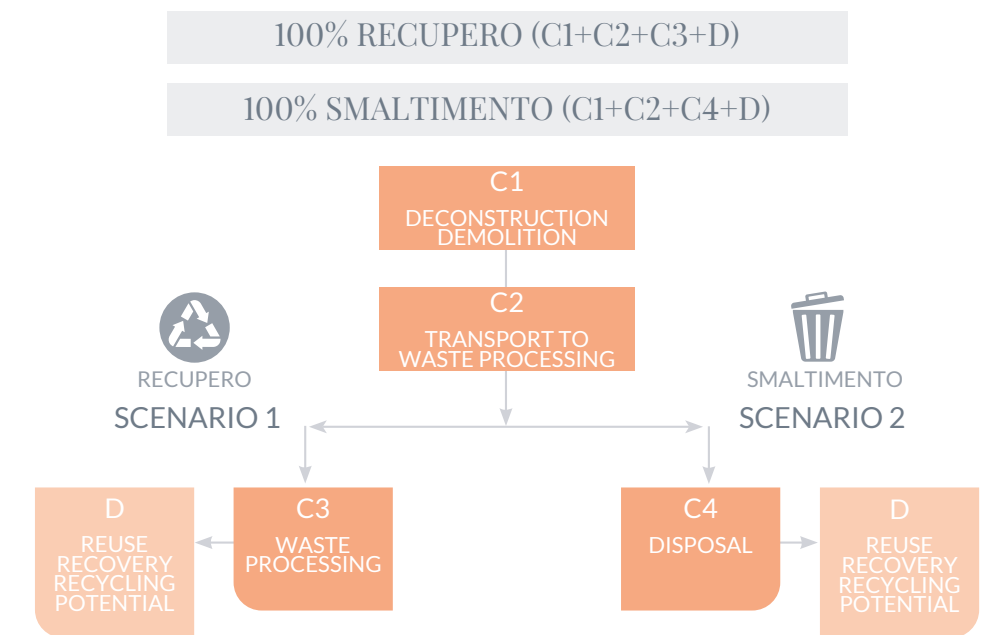 100% RECUPERO (C1+C2+C3+D)
100% SMALTIMENTO (C1+C2+C4+D)
C1
DECONSTRUCTION
DEMOLITION
C2
TRANSPORT TO
WASTE PROCESSING
RECUPERO
SCENARIO 1
SMALTIMENTO
SCENARIO 2
D
REUSE
RECOVERY
RECYCLING
POTENTIAL
C3
WASTE
PROCESSING
C4
DISPOSAL
D
REUSE
RECOVERY
RECYCLING
POTENTIAL